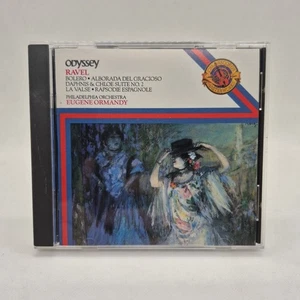 odyssey
RAVEL
BOLERO • ALBORADA DEL GRACIOSO
DAPHNIS & CHLOE SUITE NO. 2
LA VALSE • RAPSODIE ESPAGNOLE
PHILADELPHIA ORCHESTRA
EUGENE ORMANDY